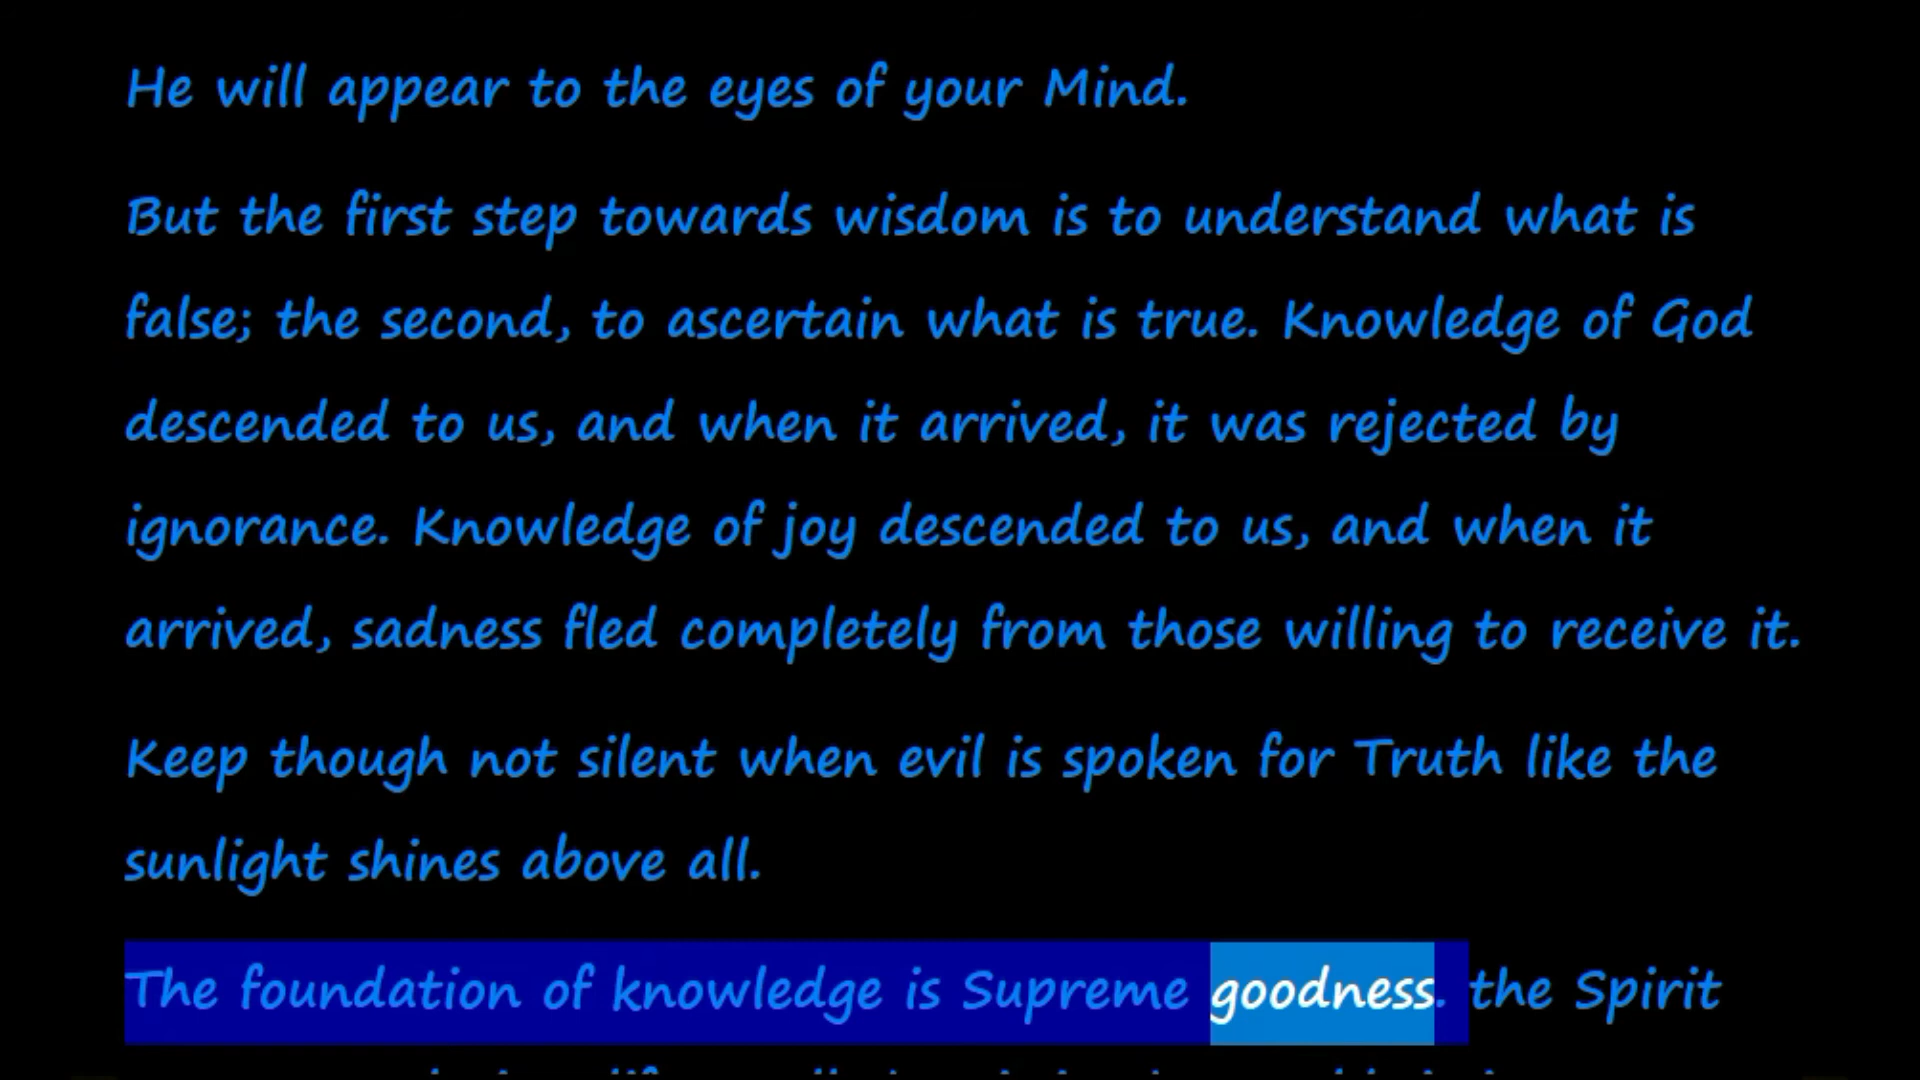 He will appear to the eyes of your Mind.
But the first step towards wisdom is to understand what is
false; the second, to ascertain what is true. Knowledge of God
descended to us, and when it arrived, it was rejected by
ignorance. Knowledge of joy descended to us, and when it
arrived, sadness fled completely from those willing to receive it.
Keep though not silent when evil is spoken for Truth like the
sunlight shines above all.
The foundation of knowledge is Supreme goodness. the Spirit